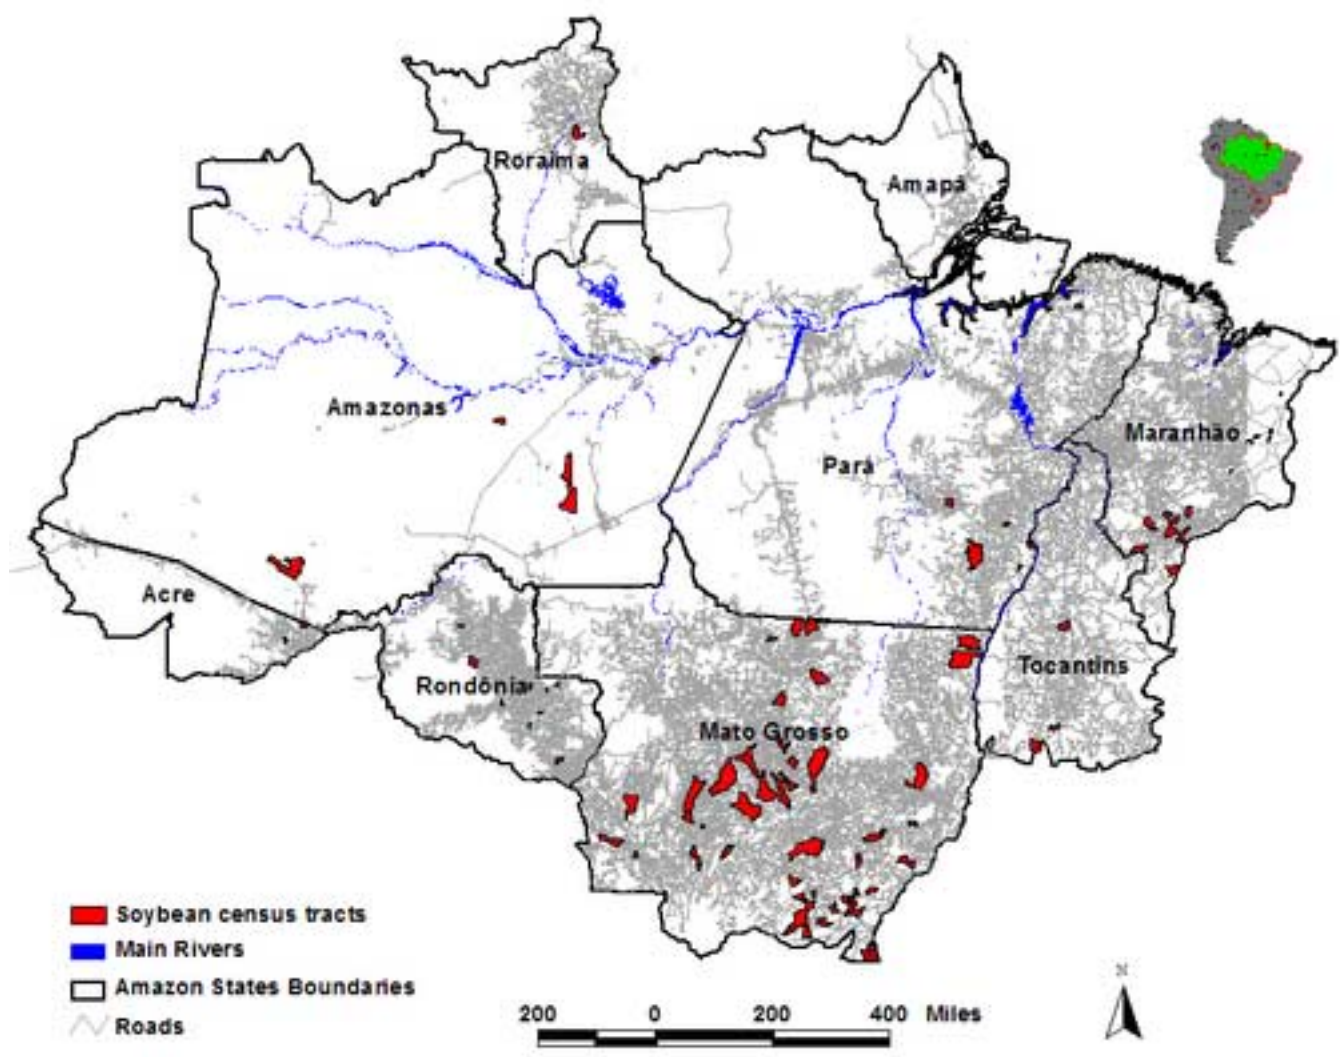 Roraima
Amapá
Amazonas
Maranhão
Pará
Acre
Rondônia
Tocantins
Mato Grosso
Soybean census tracts
Main Rivers
Amazon States Boundaries
Roads
200 0 200 400 Miles
N